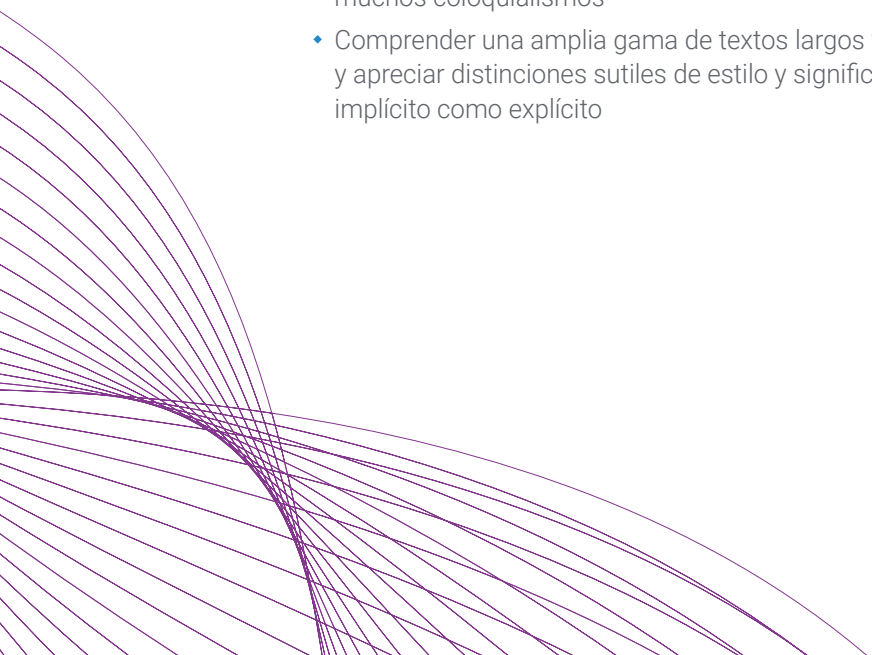 muchos coloquialismos
Comprender una amplia gama de textos largos
y apreciar distinciones sutiles de estilo y signific
implícito como explícito